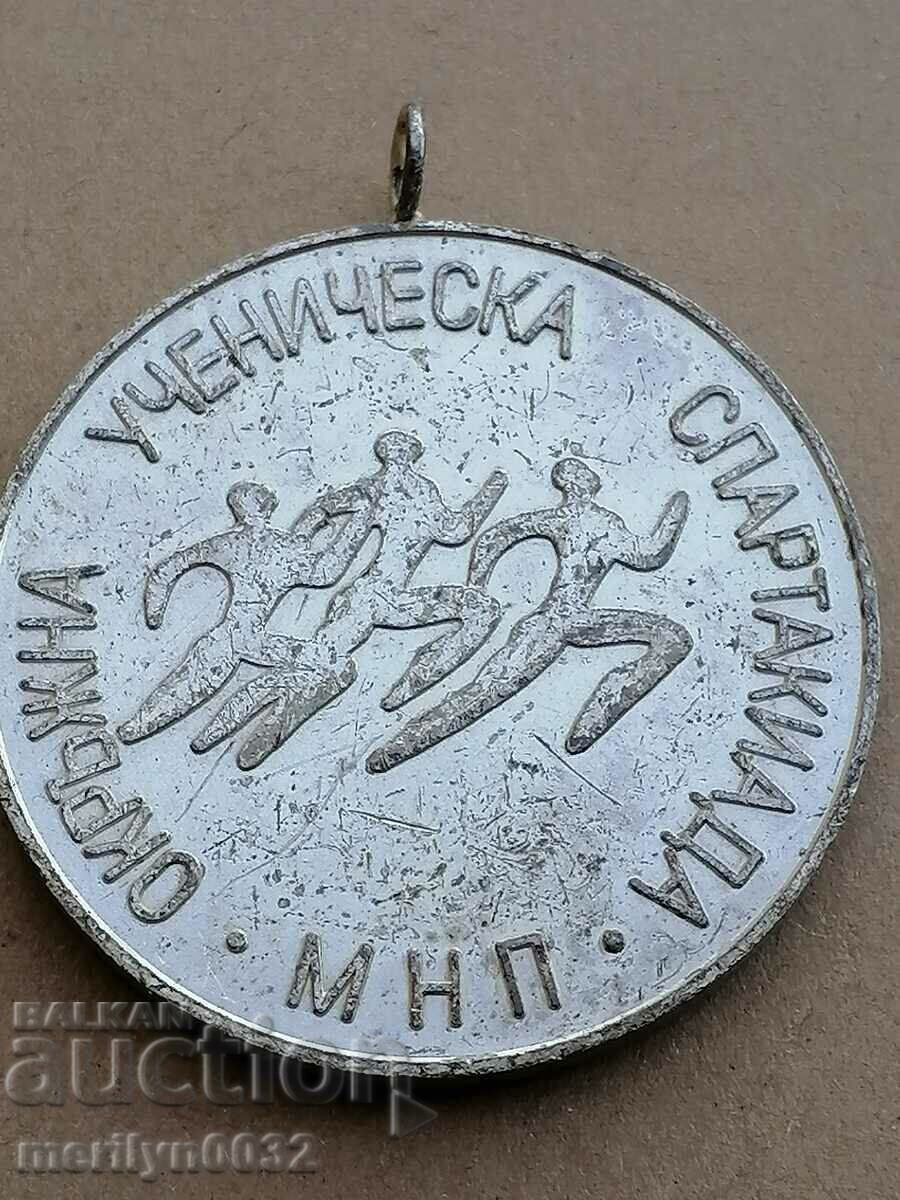 ОКРЪЖНА УЧЕНИЧЕСКА СПАРТАКИАДА
· МНП ·
BALKAN
auction
merilyn0032